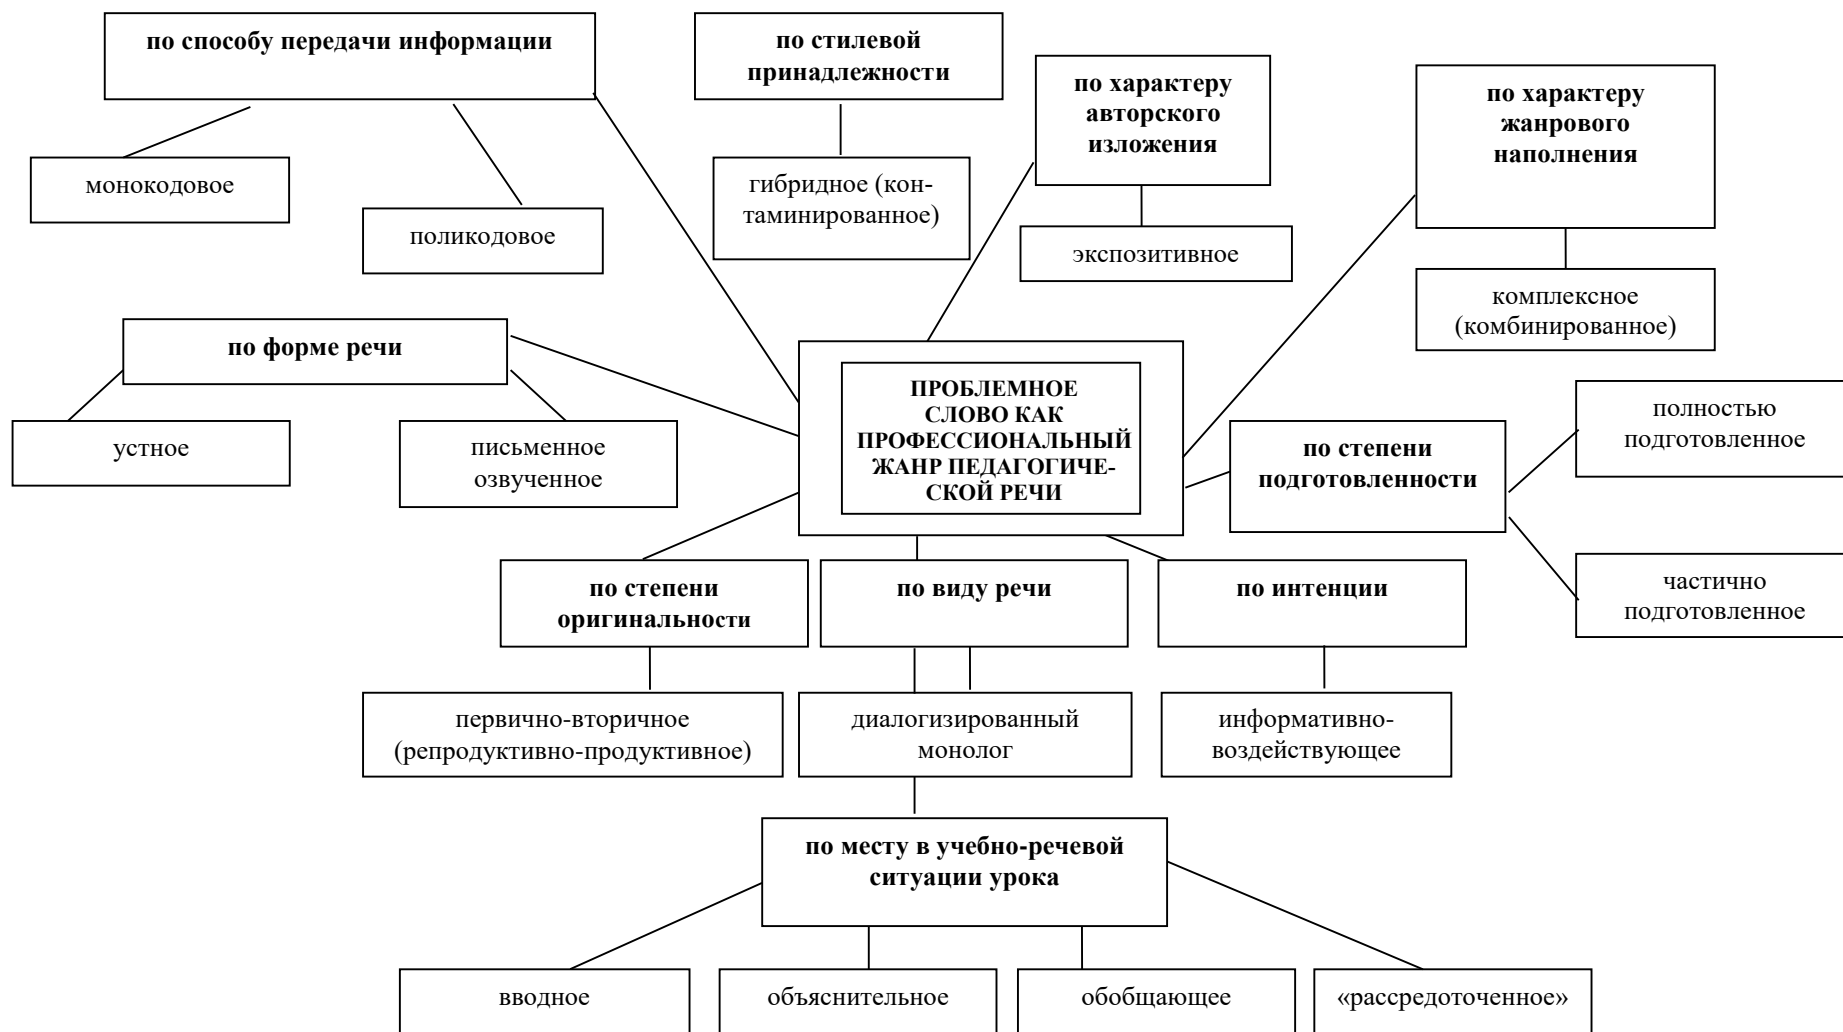 по способу передачи информации
монокодовое
поликодовое
по стилевой
принадлежности
гибридное (кон-
таминированное)
по характеру
авторского
изложения
экспозитивное
по характеру
жанрового
наполнения
комплексное
(комбинированное)
по форме речи
устное
письменное
озвученное
ПРОБЛЕМНОЕ
СЛОВО КАК
ПРОФЕССИОНАЛЬНЫЙ
ЖАНР ПЕДАГОГИЧЕ-
СКОЙ РЕЧИ
по степени
подготовленности
полностью
подготовленное
частично
подготовленное
по степени
оригинальности
первично-вторичное
(репродуктивно-продуктивное)
по виду речи
диалогизированный
монолог
по интенции
информативно-
воздействующее
по месту в учебно-речевой
ситуации урока
вводное
объяснительное
обобщающее
«рассредоточенное»